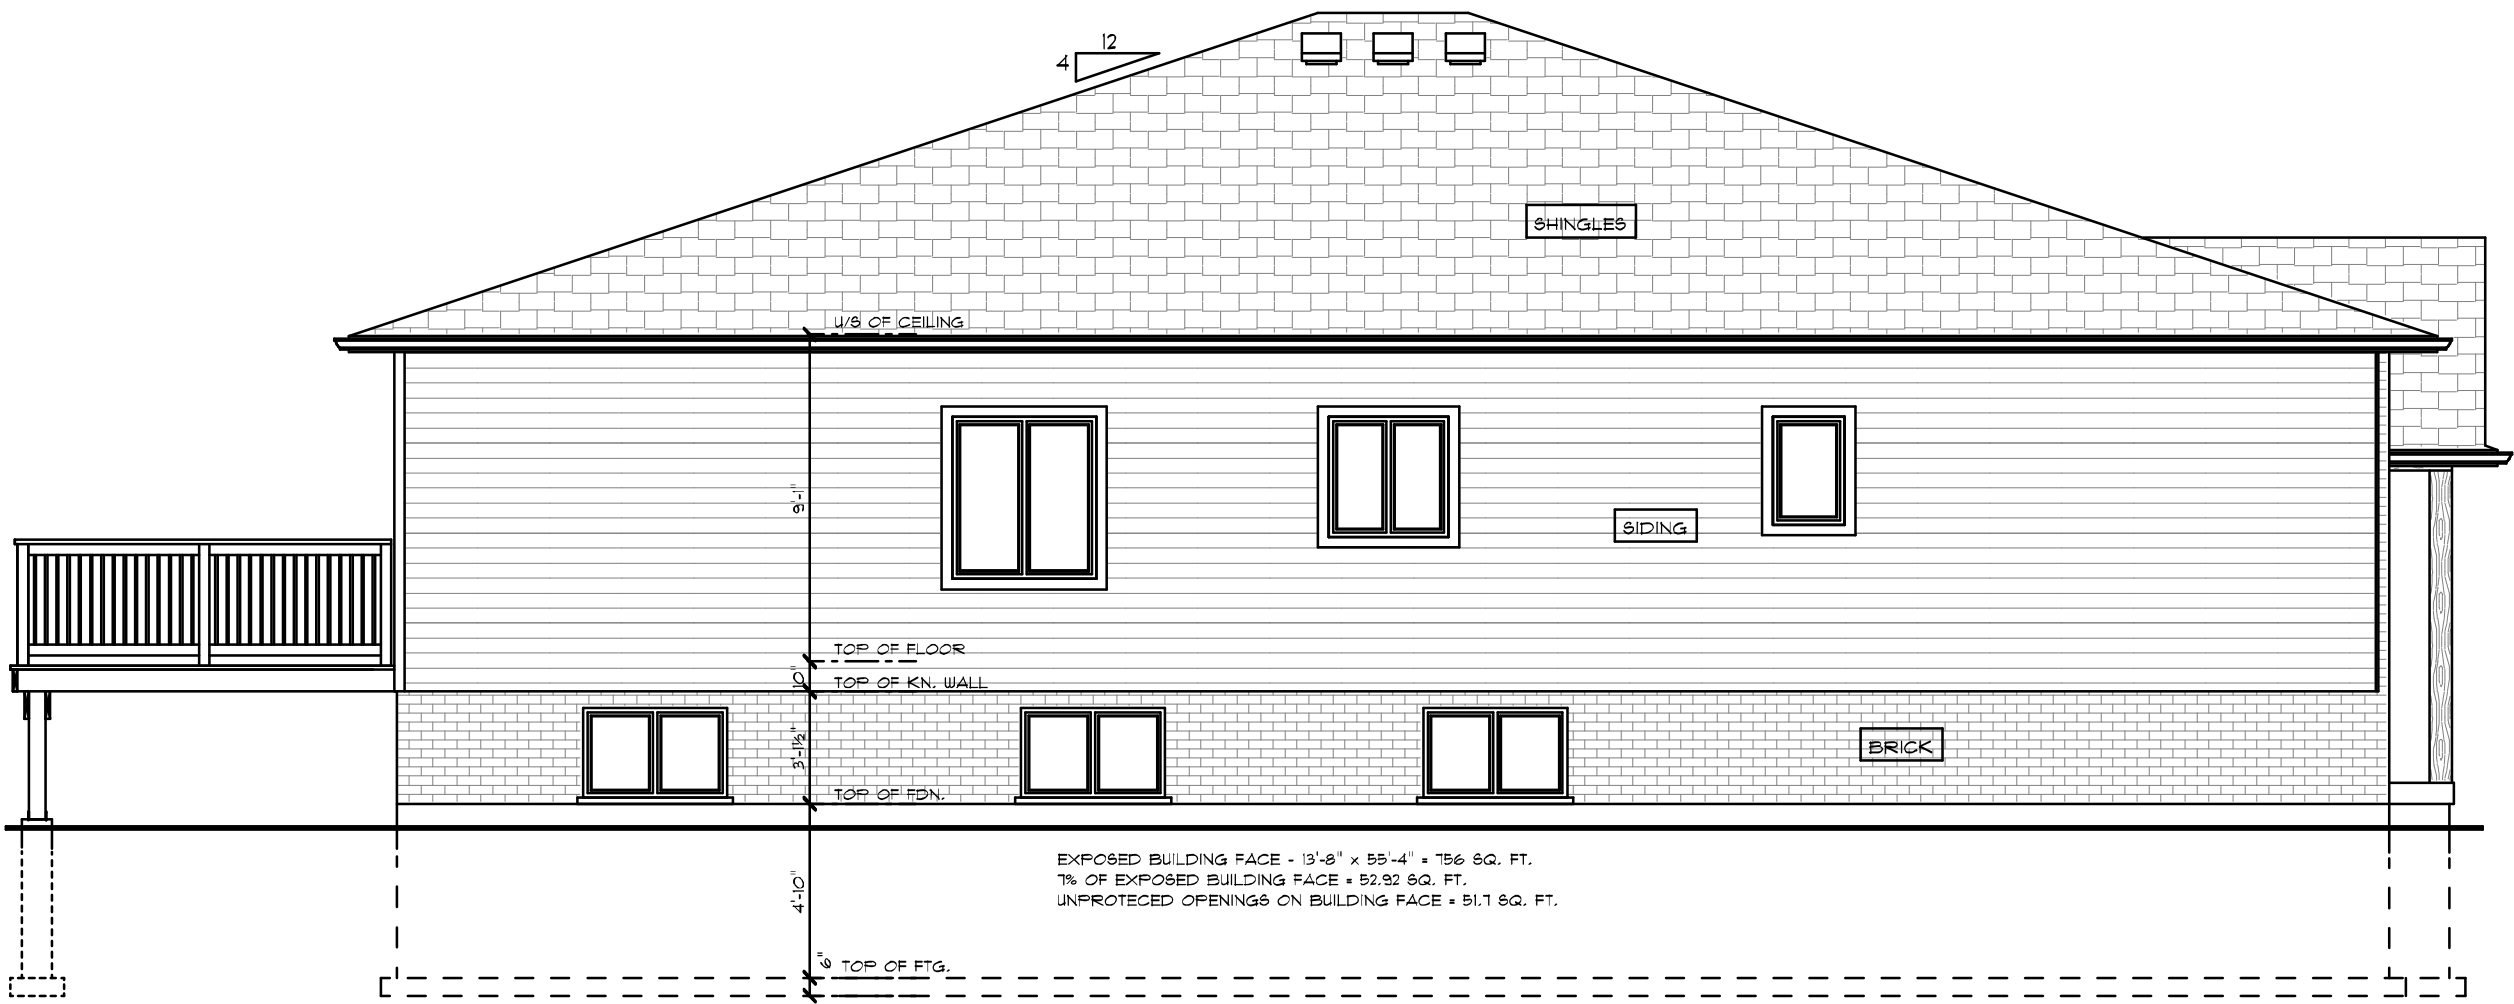 12
4
SHINGLES
U/S OF CEILING
9'-1"
SIDING
TOP OF FLOOR
10"
TOP OF KN. WALL
3'-1½"
BRICK
TOP OF FDN.
EXPOSED BUILDING FACE - 13'-8" x 55'-4" = 756 SQ. FT.
7% OF EXPOSED BUILDING FACE = 52.92 SQ. FT.
UNPROTECED OPENINGS ON BUILDING FACE = 51.7 SQ. FT.
4'-10"
6"
TOP OF FTG.